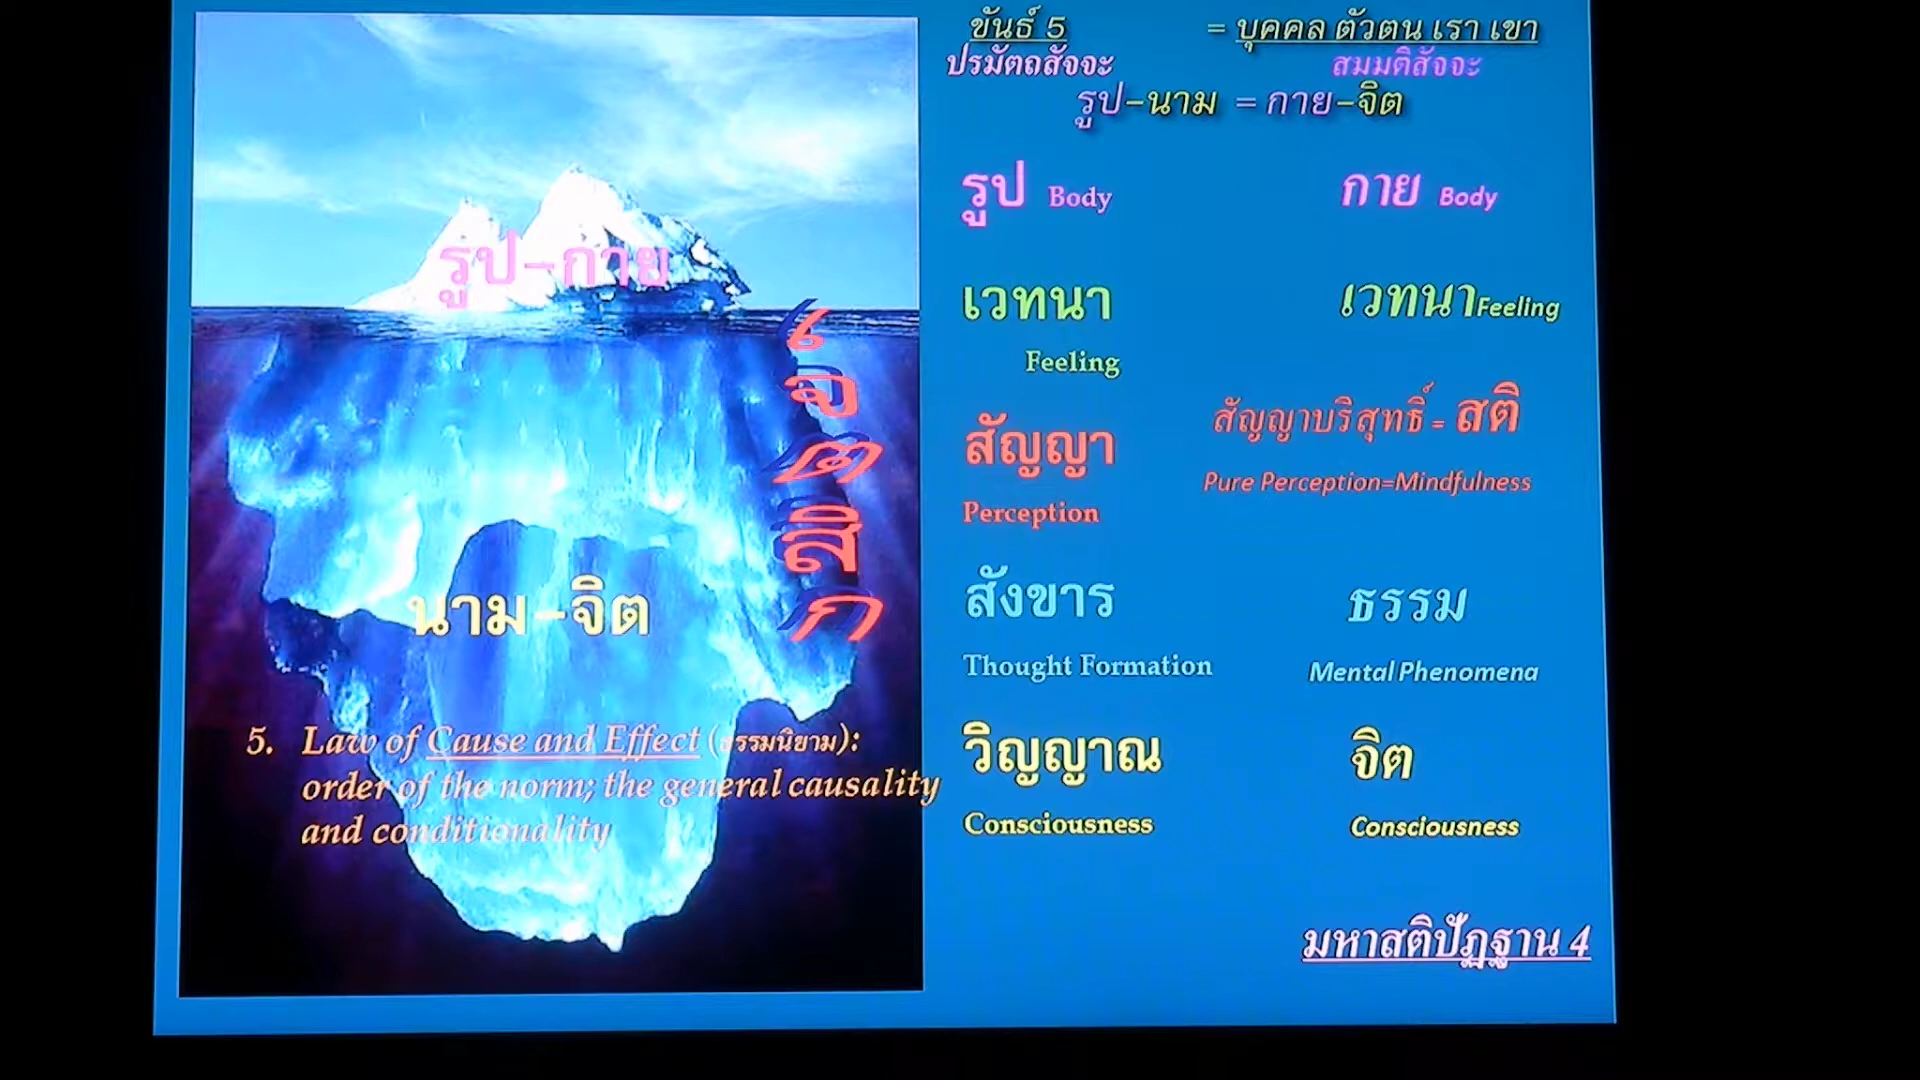 ขันธ์ 5 = บุคคล ตัวตน เรา เขา
ปรมัตถสัจจะ สมมติสัจจะ
รูป-นาม = กาย-จิต
รูป Body กาย Body
เวทนา เวทนา Feeling
Feeling
สัญญา สัญญาบริสุทธิ์ = สติ
Perception Pure Perception=Mindfulness
สังขาร ธรรม
Thought Formation Mental Phenomena
วิญญาณ จิต
Consciousness Consciousness
มหาสติปัฏฐาน 4
รูป-กาย
เจตสิก
นาม-จิต
5. Law of Cause and Effect (ธรรมนิยาม):
order of the norm; the general causality
and conditionality